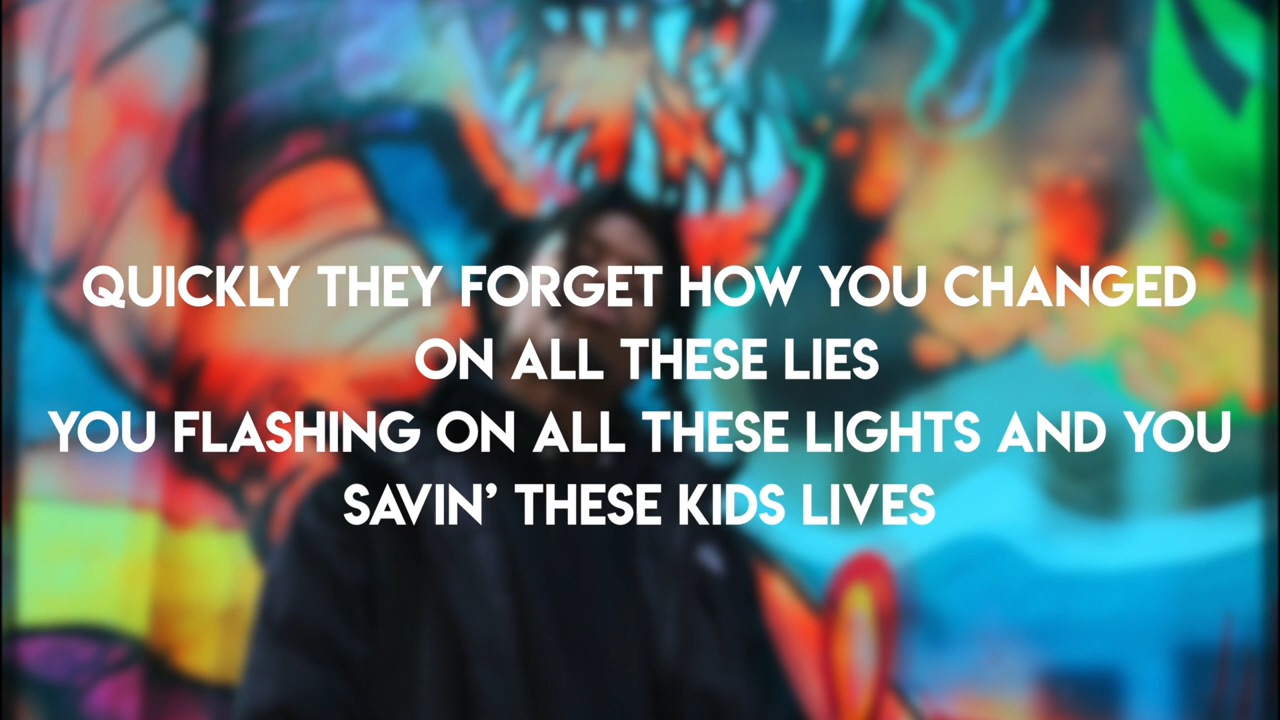 QUICKLY THEY FORGET HOW YOU CHANGED
ON ALL THESE LIES
YOU FLASHING ON ALL THESE LIGHTS AND YOU
SAVIN’ THESE KIDS LIVES